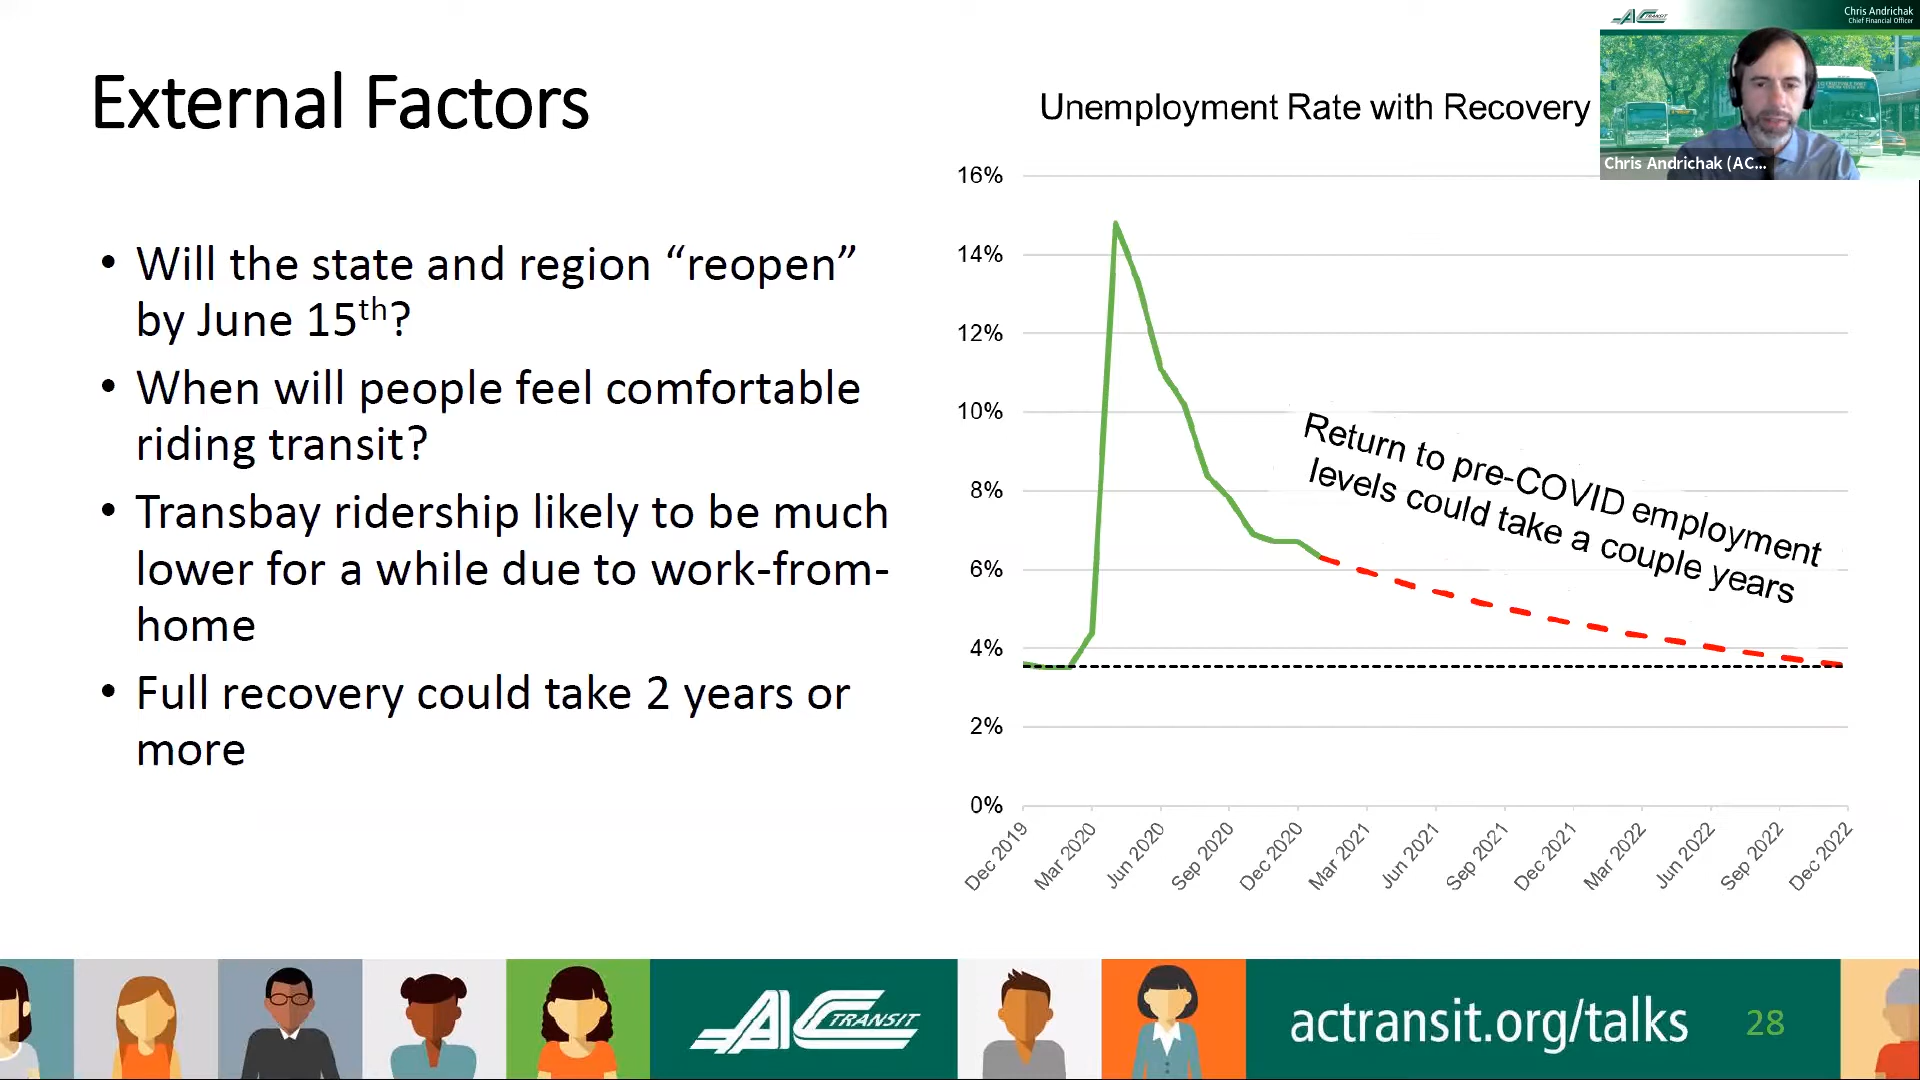 External Factors
• Will the state and region “reopen”
by June 15th?
• When will people feel comfortable
riding transit?
• Transbay ridership likely to be much
lower for a while due to work-from-
home
• Full recovery could take 2 years or
more
Unemployment Rate with Recovery
16%
14%
12%
10%
8%
6%
4%
2%
0%
Return to pre-COVID employment
levels could take a couple years
Dec 2019
Mar 2020
Jun 2020
Sep 2020
Dec 2020
Mar 2021
Jun 2021
Sep 2021
Dec 2021
Mar 2022
Jun 2022
Sep 2022
Dec 2022
AC TRANSIT
Chris Andrichak
Chief Financial Officer
Chris Andrichak (AC...
AC TRANSIT
actransit.org/talks
28